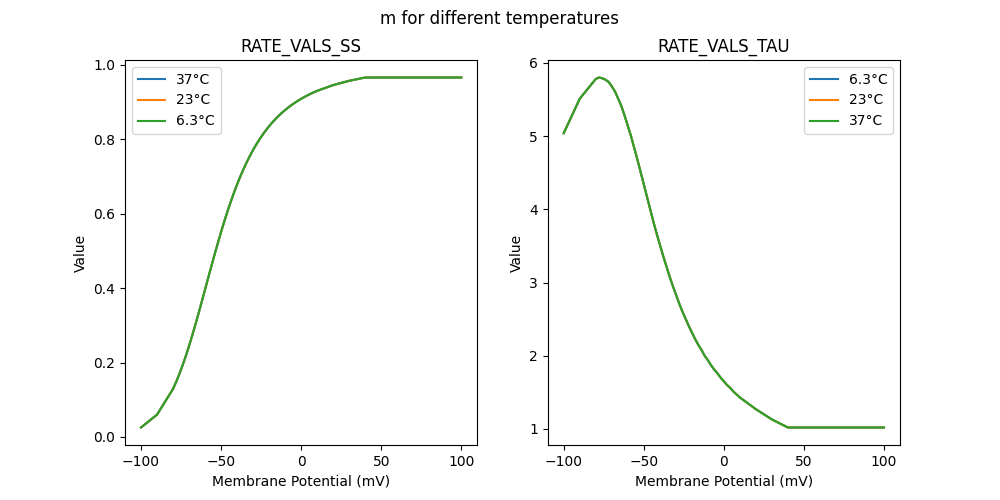 m for different temperatures
RATE_VALS_SS
37°C
23°C
6.3°C
1.0
0.8
0.6
0.4
0.2
0.0
Value
−100
−50
0
50
100
Membrane Potential (mV)
RATE_VALS_TAU
6.3°C
23°C
37°C
6
5
4
3
2
1
Value
−100
−50
0
50
100
Membrane Potential (mV)